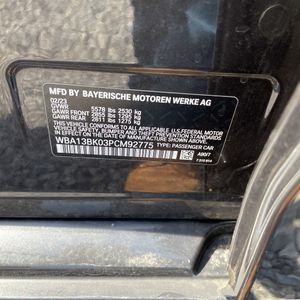 MFD BY BAYERISCHE MOTOREN WERKE AG
02/23
GVWR 5578 lbs 2530 kg
GAWR FRONT 2855 lbs 1295 kg
GAWR REAR 2811 lbs 1275 kg
THIS VEHICLE CONFORMS TO ALL APPLICABLE U.S. FEDERAL MOTOR VEHICLE
SAFETY, BUMPER, AND THEFT PREVENTION STANDARDS
IN EFFECT ON THE DATE OF MANUFACTURE SHOWN ABOVE.
WBA13BK03PCM92775 PASSENGER CAR